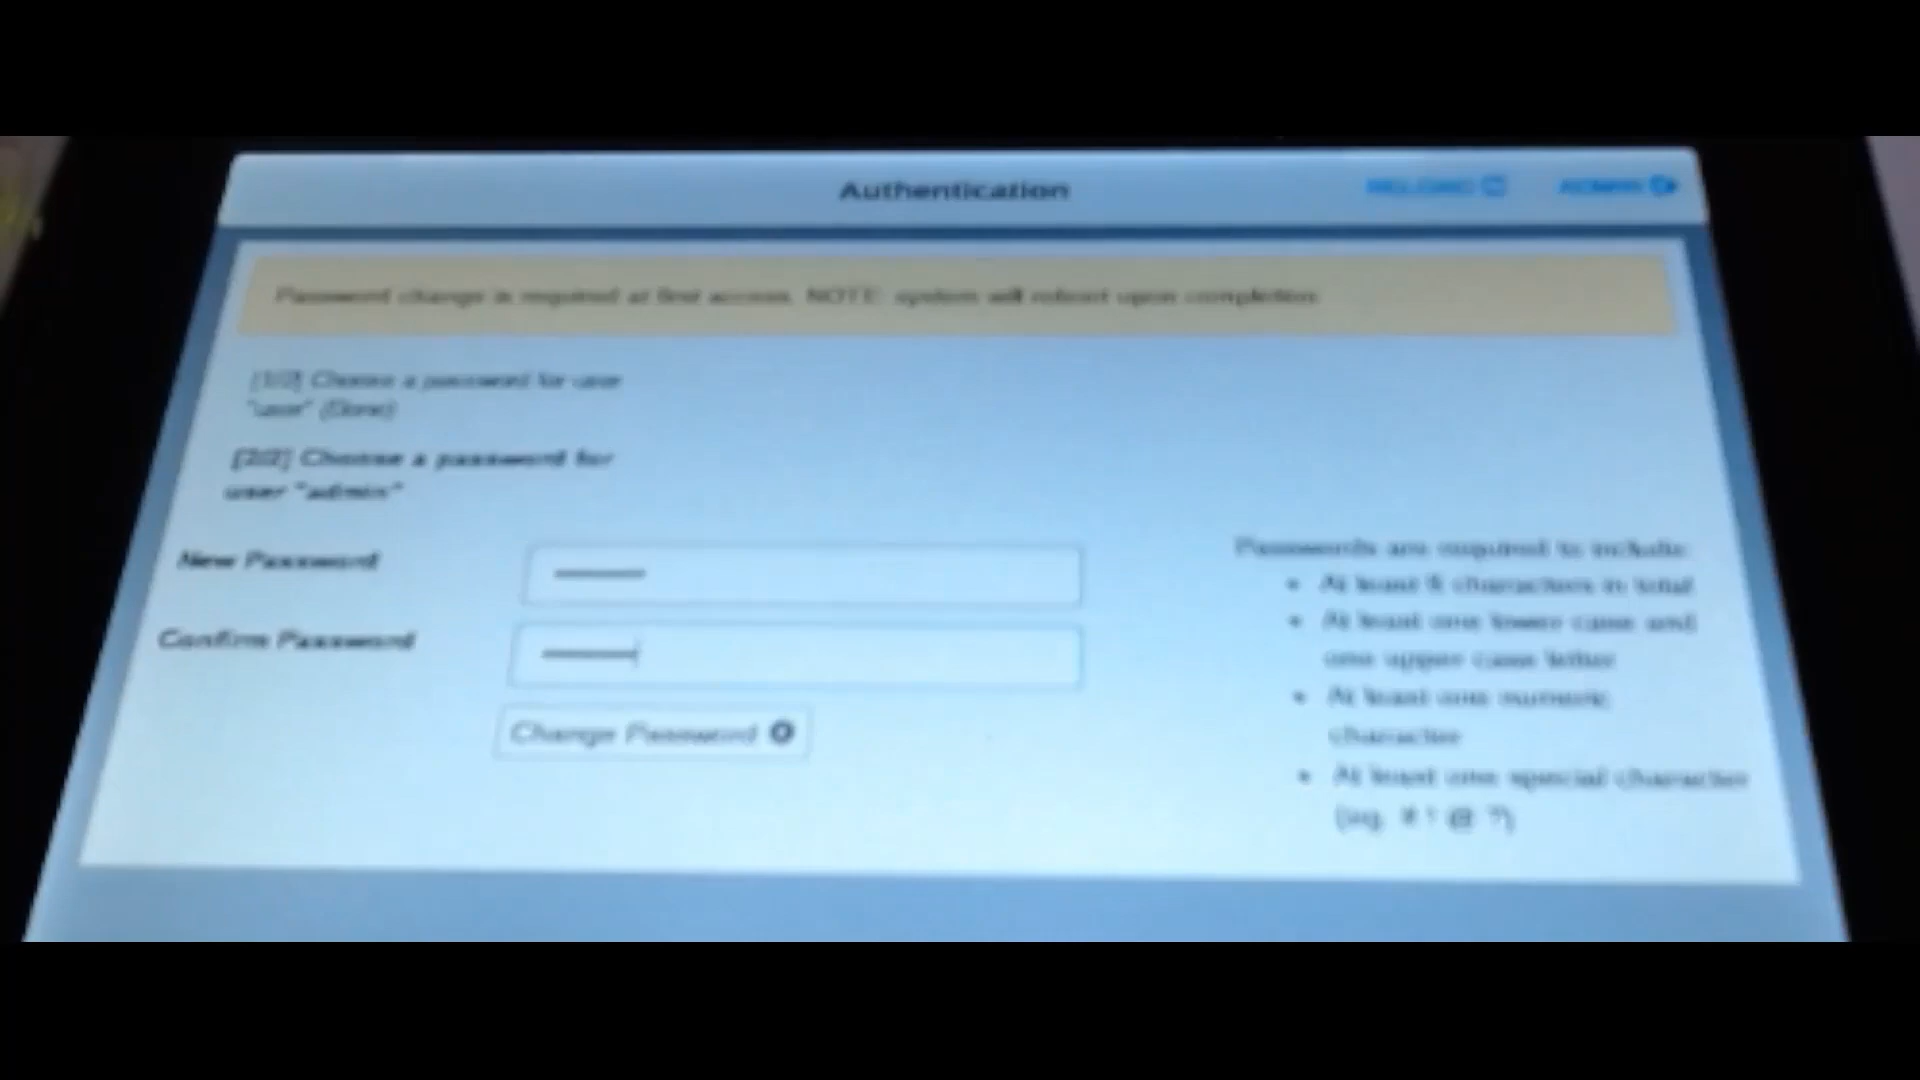 Authentication
RELOAD
ADMIN
Password change is required at first access. NOTE: system will reboot upon completion
[1/2] Choose a password for user
"user" (Done)
[2/2] Choose a password for
user "admin"
New Password
Confirm Password
Change Password
Passwords are required to include:
At least characters in total
At least one lower case and
one upper case letter
At least one numeric
character
At least one special character
(eg. # ! @ ?)